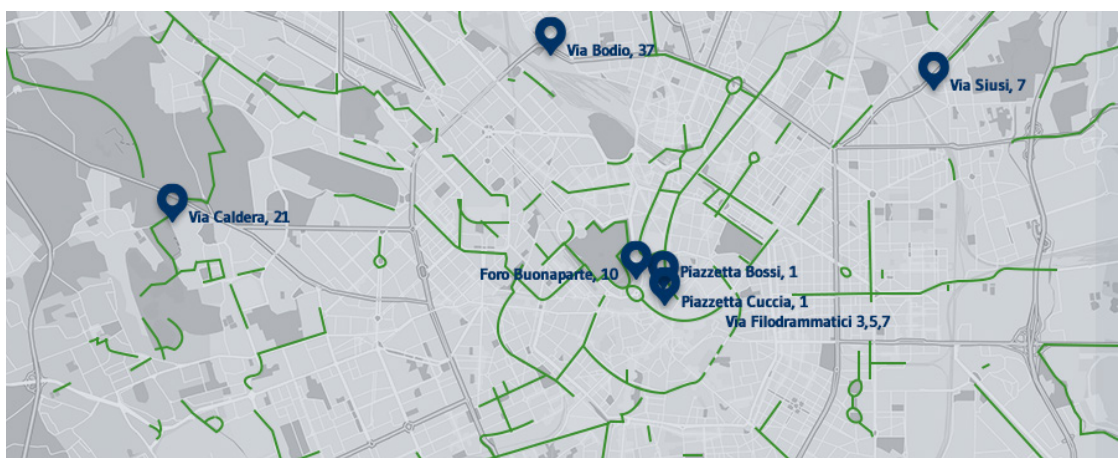 Via Bodio, 37
Via Siusi, 7
Via Caldera, 21
Foro Buonaparte, 10
Piazzetta Bossi, 1
Piazzetta Cuccia, 1
Via Filodrammatici 3,5,7